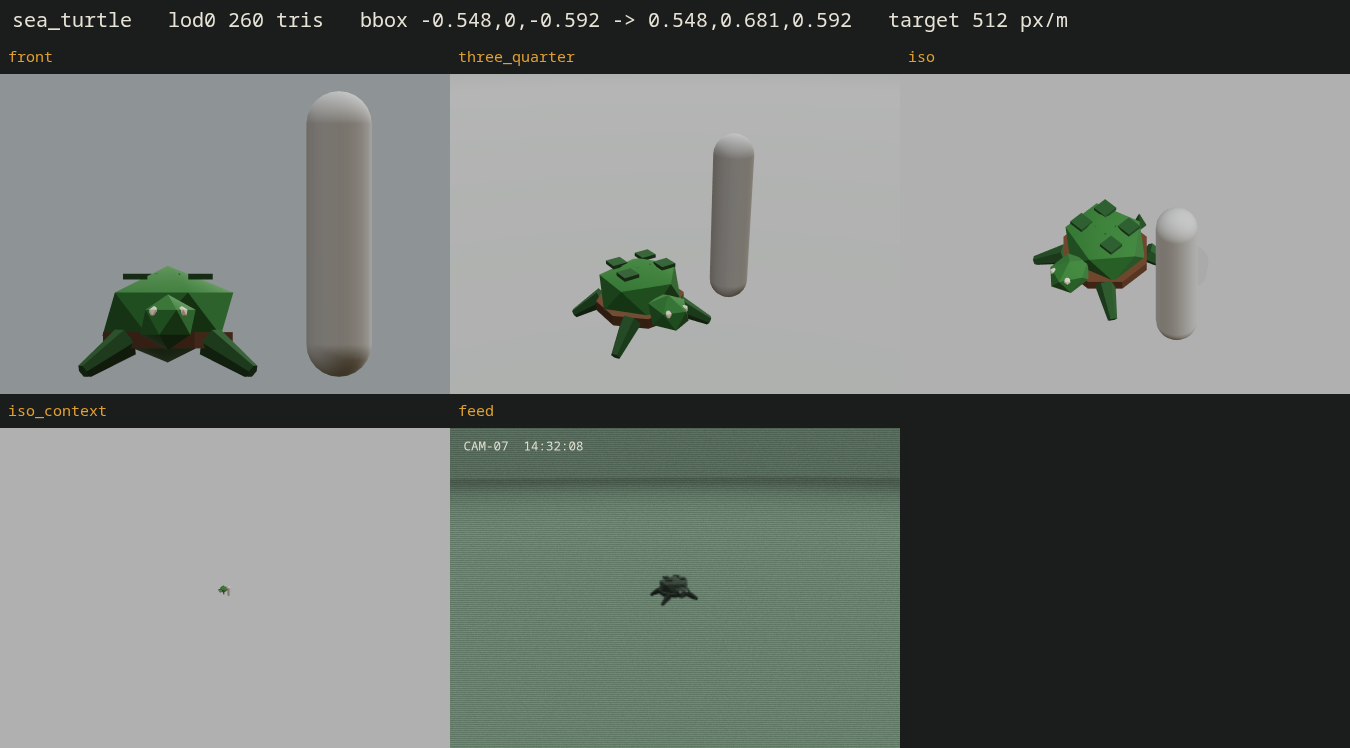 sea_turtle   lod0 260 tris   bbox -0.548,0,-0.592 -> 0.548,0.681,0.592   target 512 px/m
front
three_quarter
iso
iso_context
feed
CAM-07  14:32:08